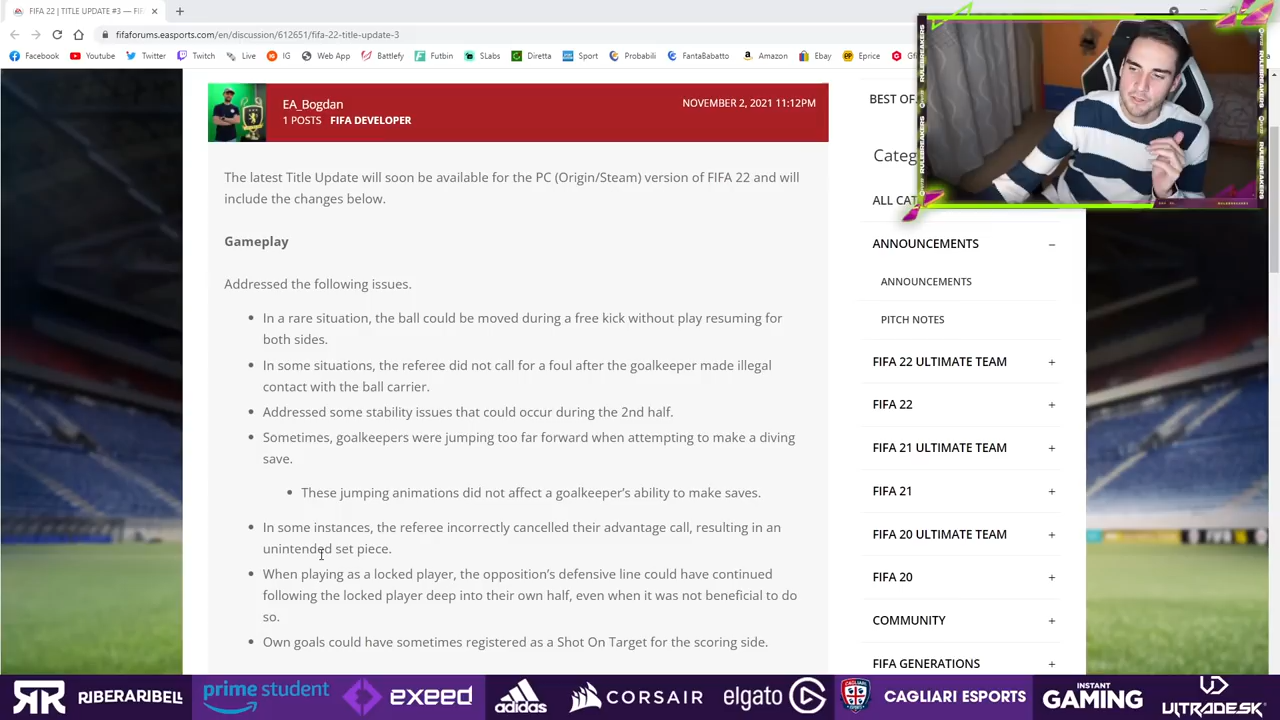 FIFA 22 | TITLE UPDATE #3 — FI
fifaforums.easports.com/en/discussion/612651/fifa-22-title-update-3
Facebook Youtube Twitter Twitch Live IG Web App Battlefy Futbin SLabs Diretta Sport Probabili FantaBabatto Amazon Ebay Eprice
EA_Bogdan
NOVEMBER 2, 2021 11:12PM
1 POSTS FIFA DEVELOPER
The latest Title Update will soon be available for the PC (Origin/Steam) version of FIFA 22 and will
include the changes below.
Gameplay
Addressed the following issues.
• In a rare situation, the ball could be moved during a free kick without play resuming for
both sides.
• In some situations, the referee did not call for a foul after the goalkeeper made illegal
contact with the ball carrier.
• Addressed some stability issues that could occur during the 2nd half.
• Sometimes, goalkeepers were jumping too far forward when attempting to make a diving
save.
• These jumping animations did not affect a goalkeeper's ability to make saves.
• In some instances, the referee incorrectly cancelled their advantage call, resulting in an
unintended set piece.
• When playing as a locked player, the opposition's defensive line could have continued
following the locked player deep into their own half, even when it was not beneficial to do
so.
• Own goals could have sometimes registered as a Shot On Target for the scoring side.
BEST OF
Categ
ALL CAT
ANNOUNCEMENTS –
ANNOUNCEMENTS
PITCH NOTES
FIFA 22 ULTIMATE TEAM +
FIFA 22 +
FIFA 21 ULTIMATE TEAM +
FIFA 21 +
FIFA 20 ULTIMATE TEAM +
FIFA 20 +
COMMUNITY +
FIFA GENERATIONS +
RULEBREAKERS
RULEBREAKERS
RULEBREAKERS
RULEBREAKERS
RR RIBERARIBELL
prime student
exeed
adidas
CORSAIR
elgato
CAGLIARI ESPORTS
INSTANT
GAMING
ULTRADESK